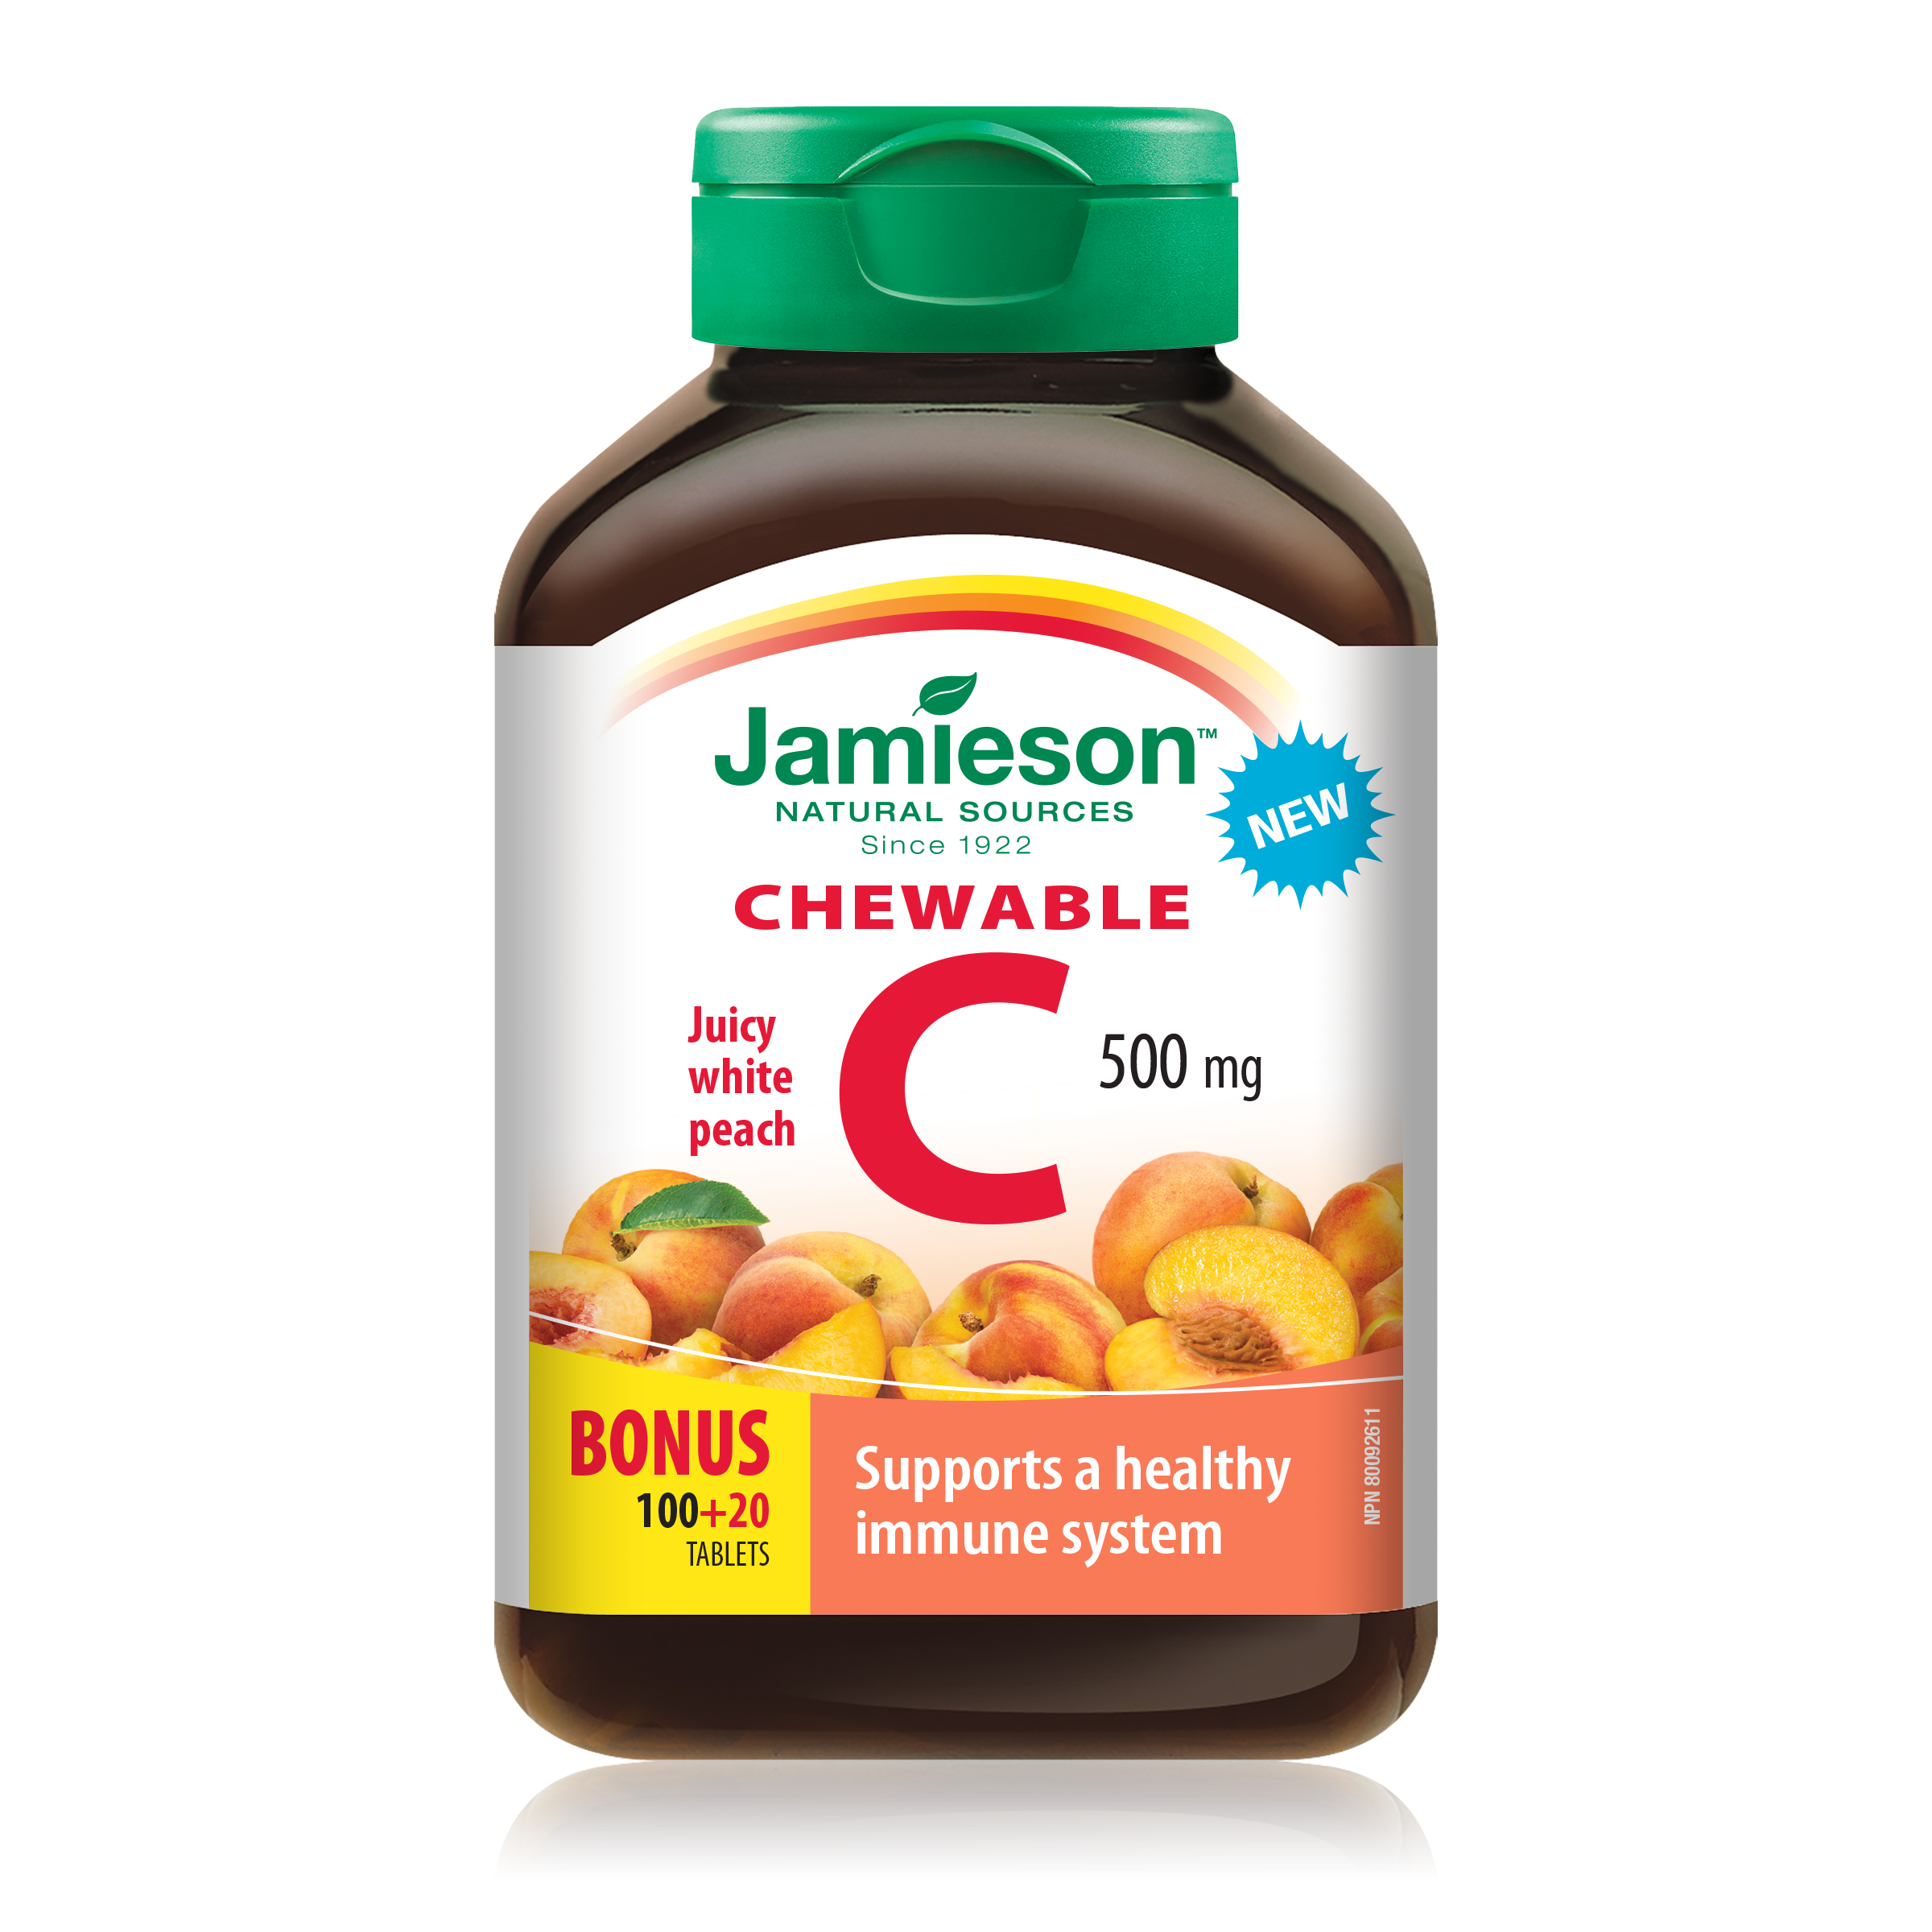 Jamieson™
NATURAL SOURCES
Since 1922
NEW
CHEWABLE
Juicy
white
peach
C
500 mg
BONUS
100+20
TABLETS
Supports a healthy
immune system
NPN 80092611